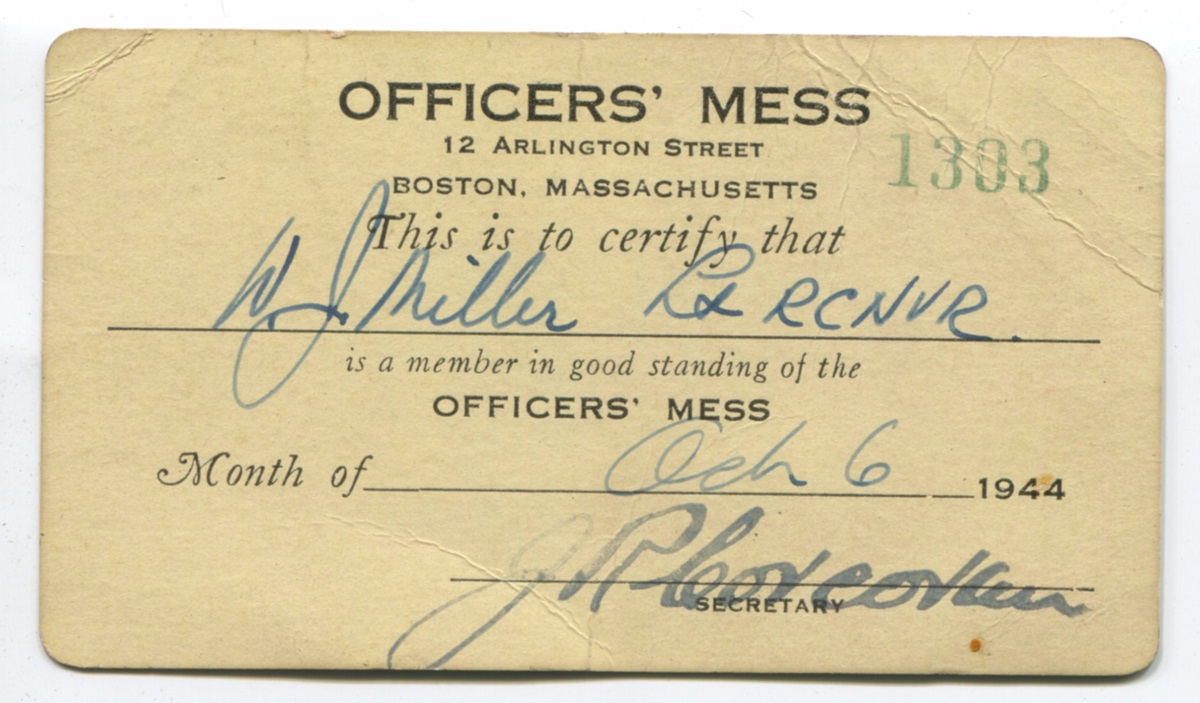 OFFICERS' MESS
12 ARLINGTON STREET
1303
BOSTON, MASSACHUSETTS
This is to certify that
W. J. Miller Lt RCNVR.
is a member in good standing of the
OFFICERS' MESS
Month of Oct 6 1944
J R Corcoran
SECRETARY